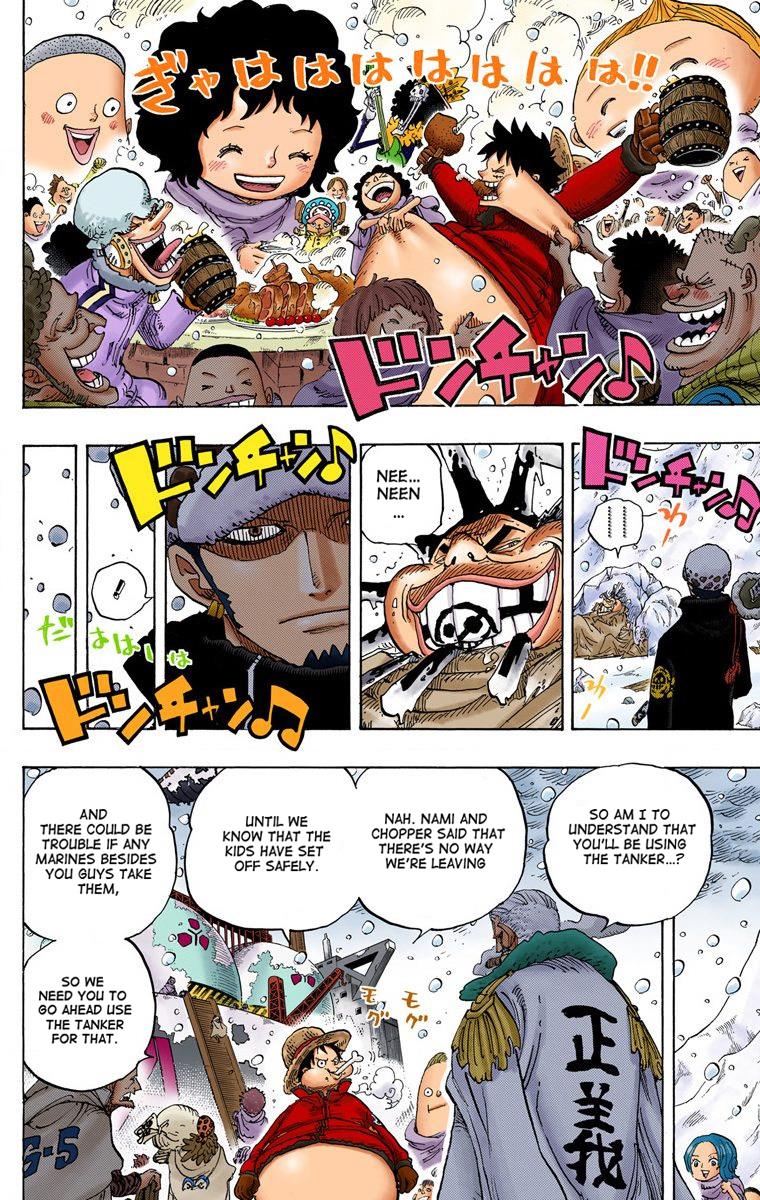 ぎゃはははははははは!!
ドンチャン♪
ドンチャン♪
わー
わー
NEE...
NEEN
...
ドンチャン♪
!
だははははは
ドンチャン♫
SO AM I TO
UNDERSTAND THAT
YOU'LL BE USING
THE TANKER...?
NAH. NAMI AND
CHOPPER SAID THAT
THERE'S NO WAY
WE'RE LEAVING
UNTIL WE
KNOW THAT THE
KIDS HAVE SET
OFF SAFELY.
AND
THERE COULD BE
TROUBLE IF ANY
MARINES BESIDES
YOU GUYS TAKE
THEM,
SO WE
NEED YOU TO
GO AHEAD USE
THE TANKER
FOR THAT.
モグ
モグ
正義
G-5